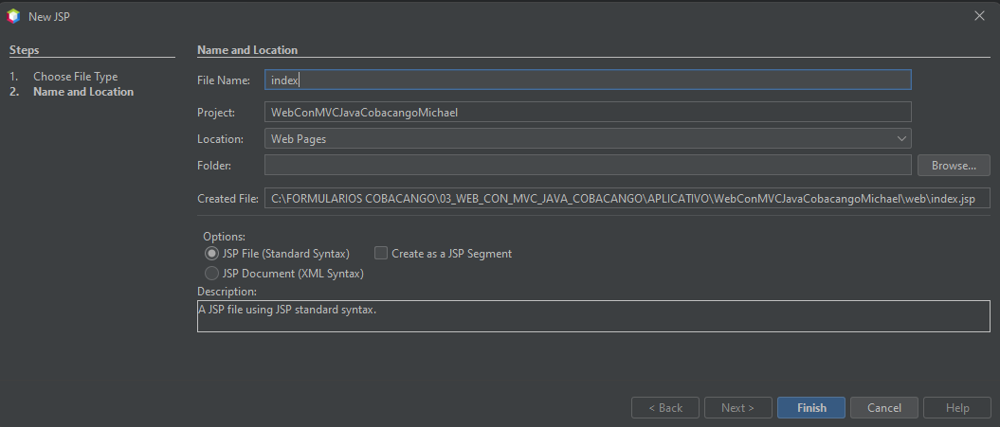 New JSP
Steps
1. Choose File Type
2. Name and Location
Name and Location
File Name: index
Project: WebConMVCJavaCobacangoMichael
Location: Web Pages
Folder: Browse...
Created File: C:\FORMULARIOS COBACANGO\03_WEB_CON_MVC_JAVA_COBACANGO\APLICATIVO\WebConMVCJavaCobacangoMichael\web\index.jsp
Options:
JSP File (Standard Syntax) Create as a JSP Segment
JSP Document (XML Syntax)
Description:
A JSP file using JSP standard syntax.
< Back Next > Finish Cancel Help